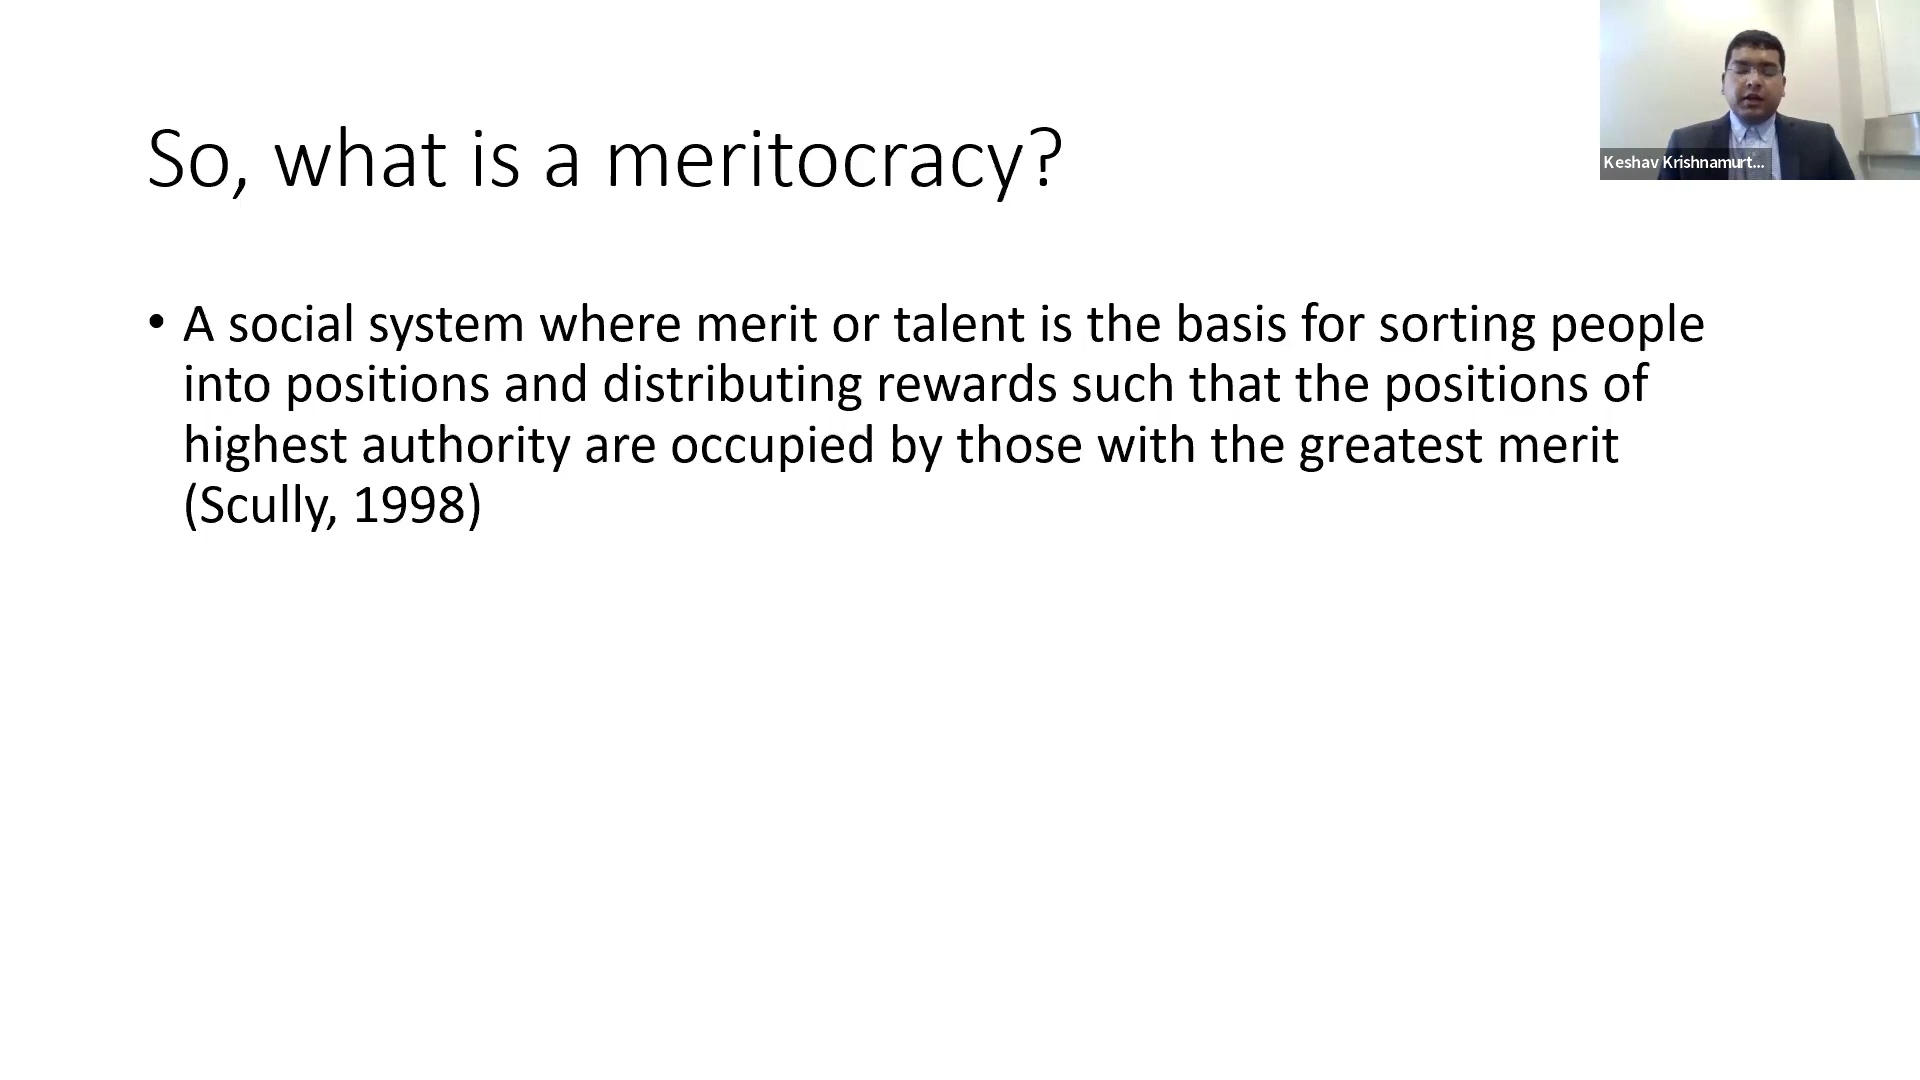 So, what is a meritocracy?
Keshav Krishnamurt...
• A social system where merit or talent is the basis for sorting people
into positions and distributing rewards such that the positions of
highest authority are occupied by those with the greatest merit
(Scully, 1998)